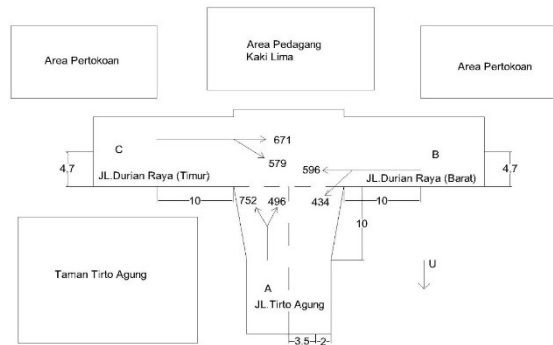 Area Pertokoan
Area Pedagang
Kaki Lima
Area Pertokoan
C
671
579
4,7
JL.Durian Raya (Timur)
B
596
JL.Durian Raya (Barat)
4,7
10
752
496
434
10
10
Taman Tirto Agung
A
JL.Tirto Agung
U
3.5
2